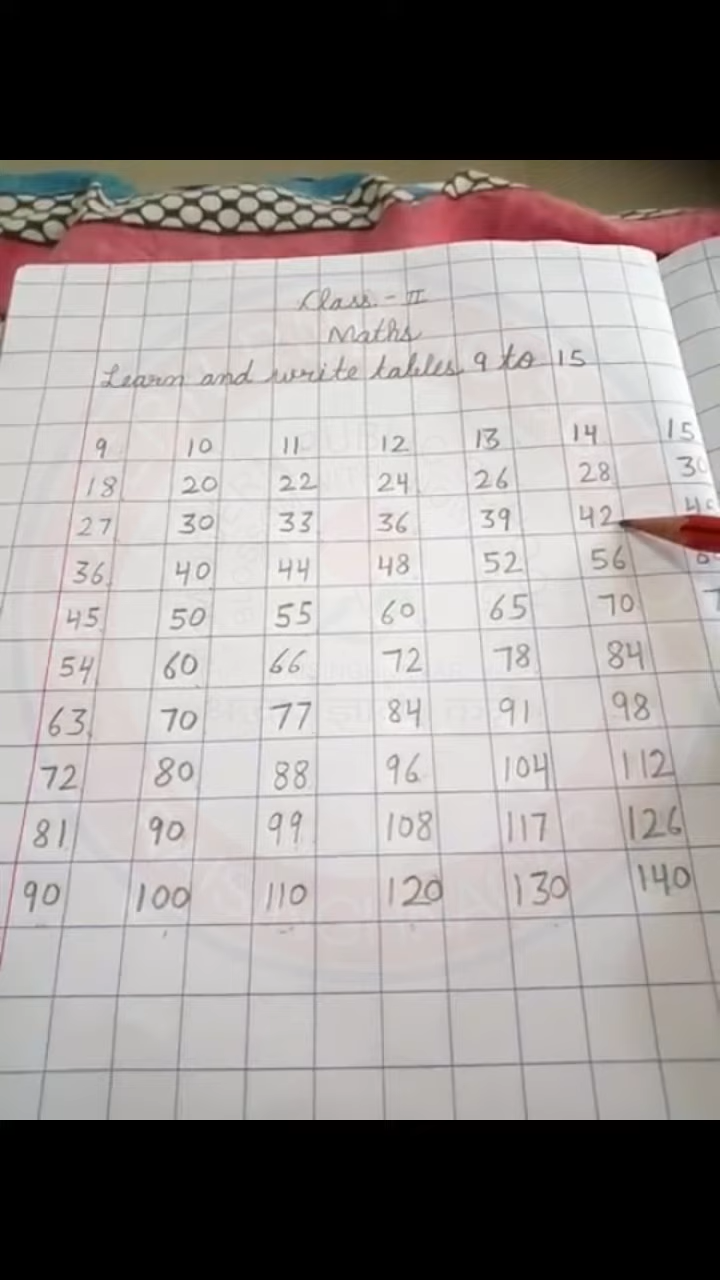 Class - II
Maths
Learn and write tables 9 to 15
9 10 11 12 13 14 15
18 20 22 24 26 28 30
27 30 33 36 39 42
36 40 44 48 52 56
45 50 55 60 65 70
54 60 66 72 78 84
63 70 77 84 91 98
72 80 88 96 104 112
81 90 99 108 117 126
90 100 110 120 130 140